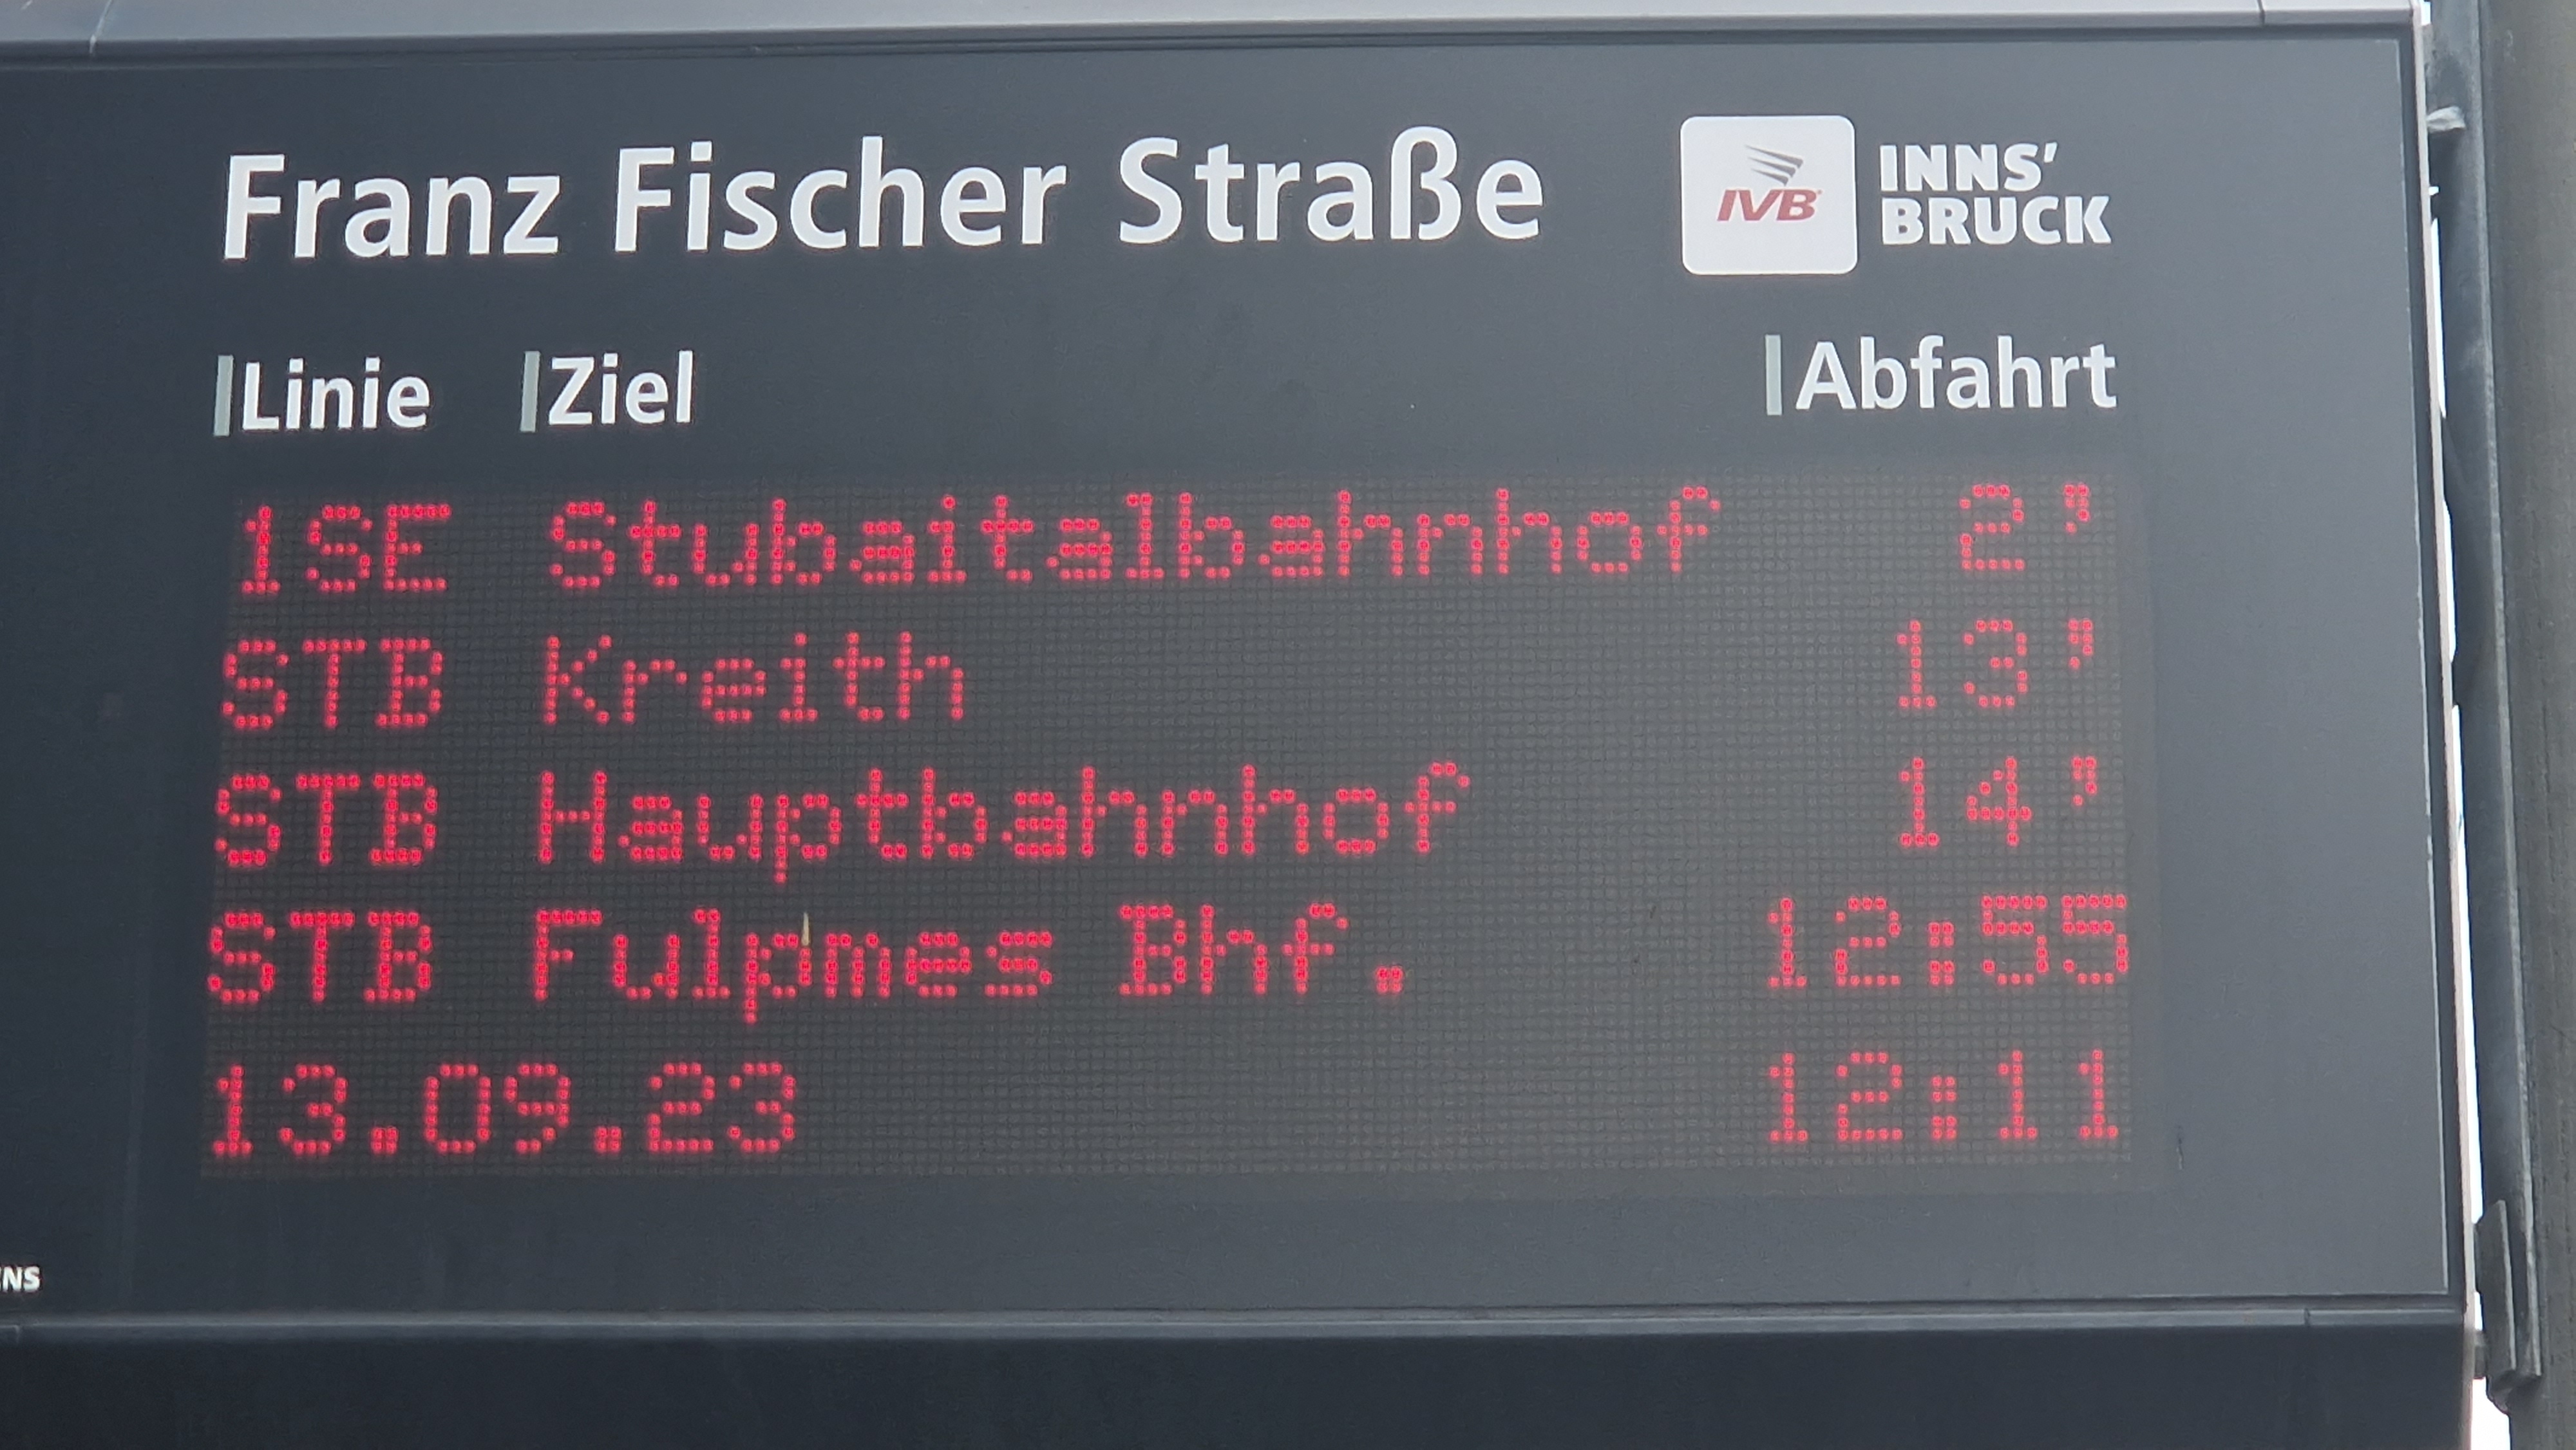 Franz Fischer Straße
IVB
INNS'
BRUCK
Linie Ziel Abfahrt
1SE Stubaitalbahnhof 2'
STB Kreith 13'
STB Hauptbahnhof 14'
STB Fulpmes Bhf. 12:55
13.09.23 12:11
ENS